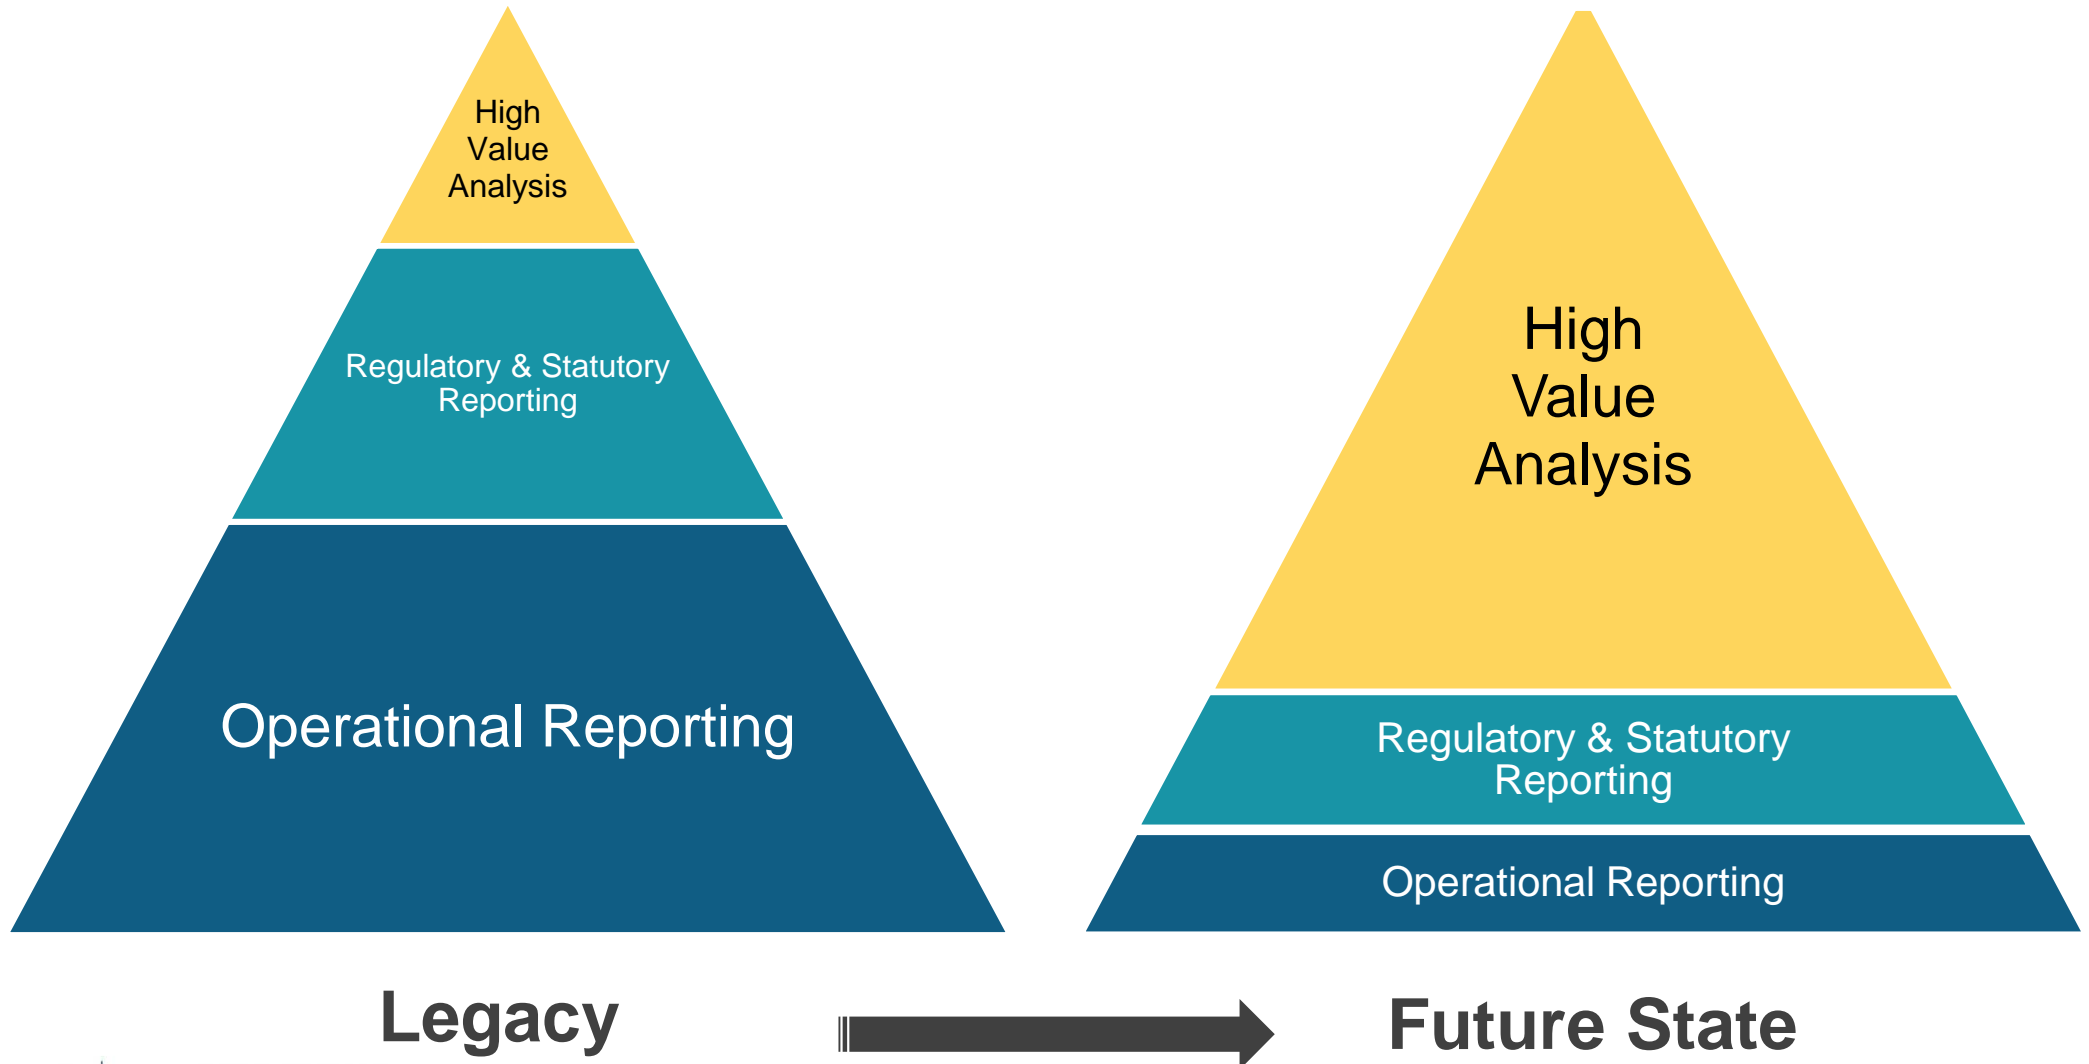 High
Value
Analysis
Regulatory & Statutory
Reporting
Operational Reporting
Legacy
High
Value
Analysis
Regulatory & Statutory
Reporting
Operational Reporting
Future State